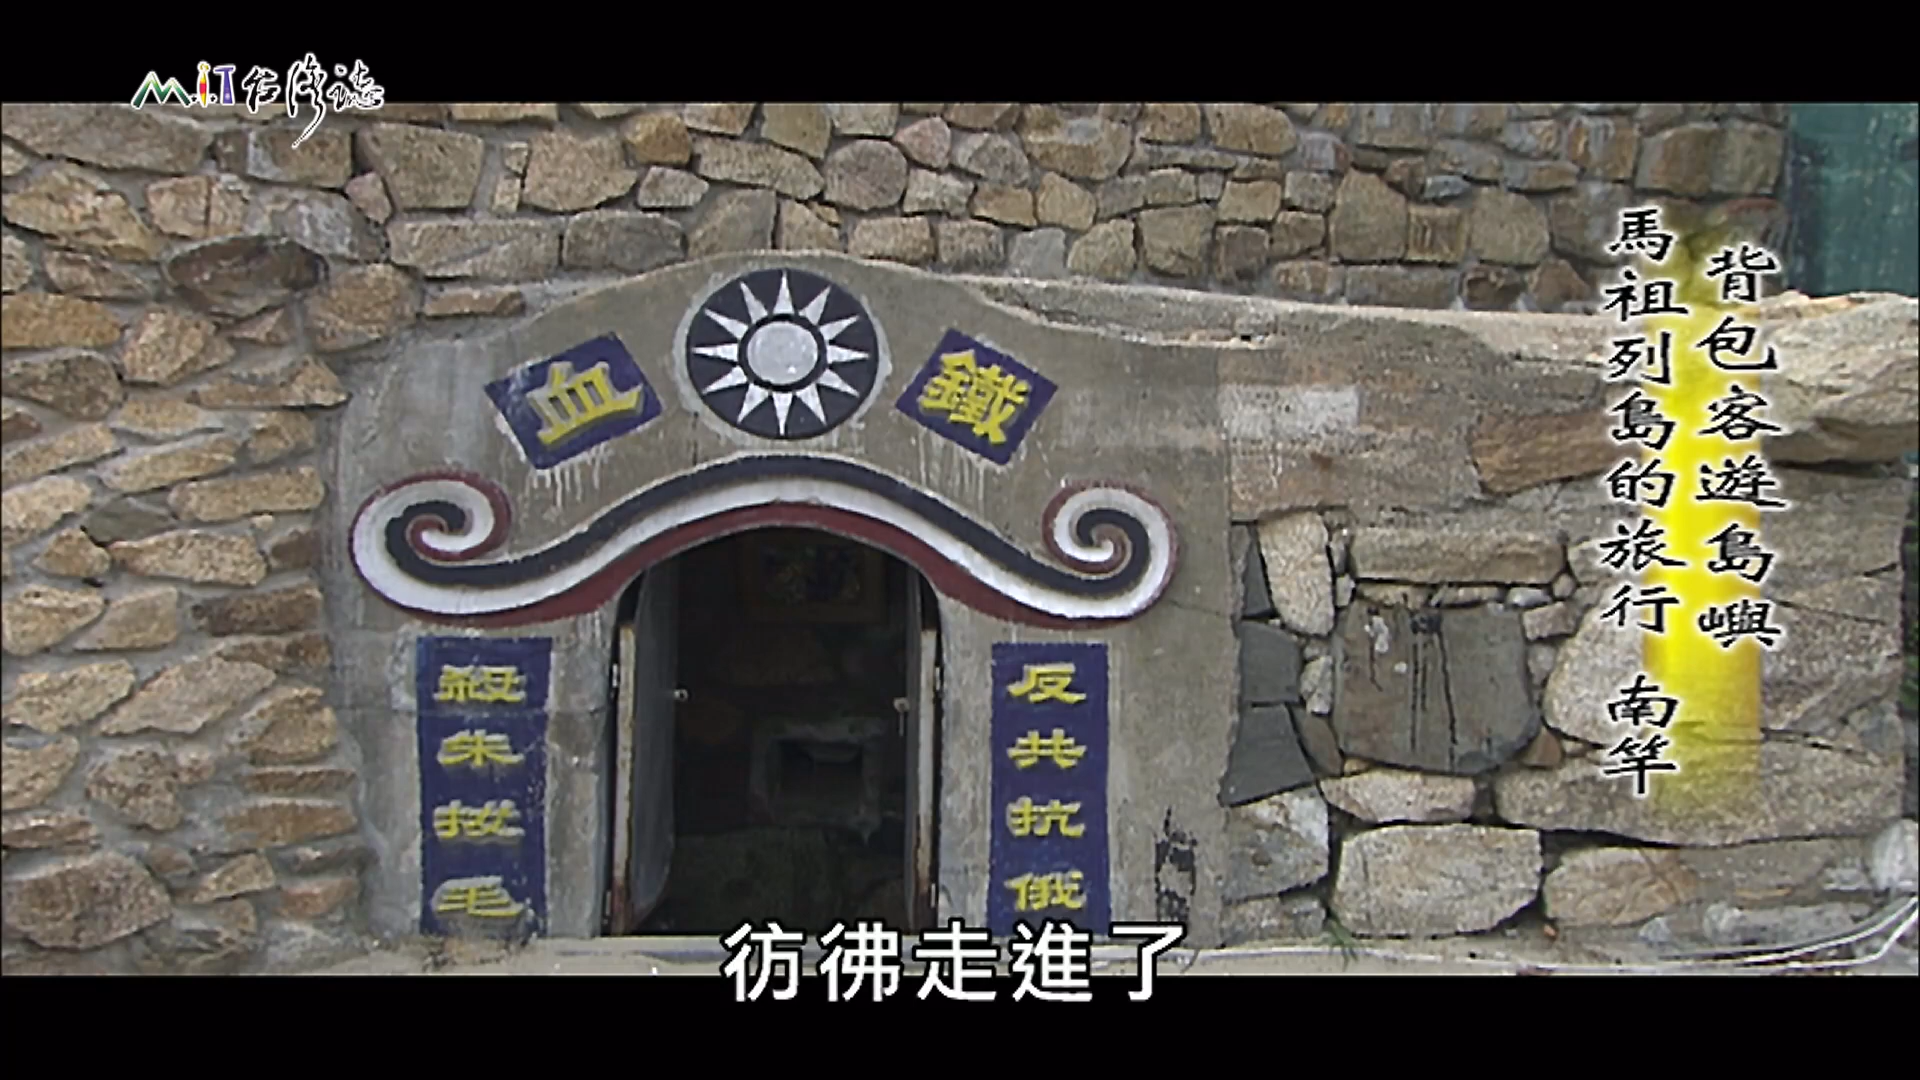 M.I.T台灣誌
背包客遊島嶼
馬祖列島的旅行 南竿
鐵血
反共抗俄
殺朱拔毛
彷彿走進了